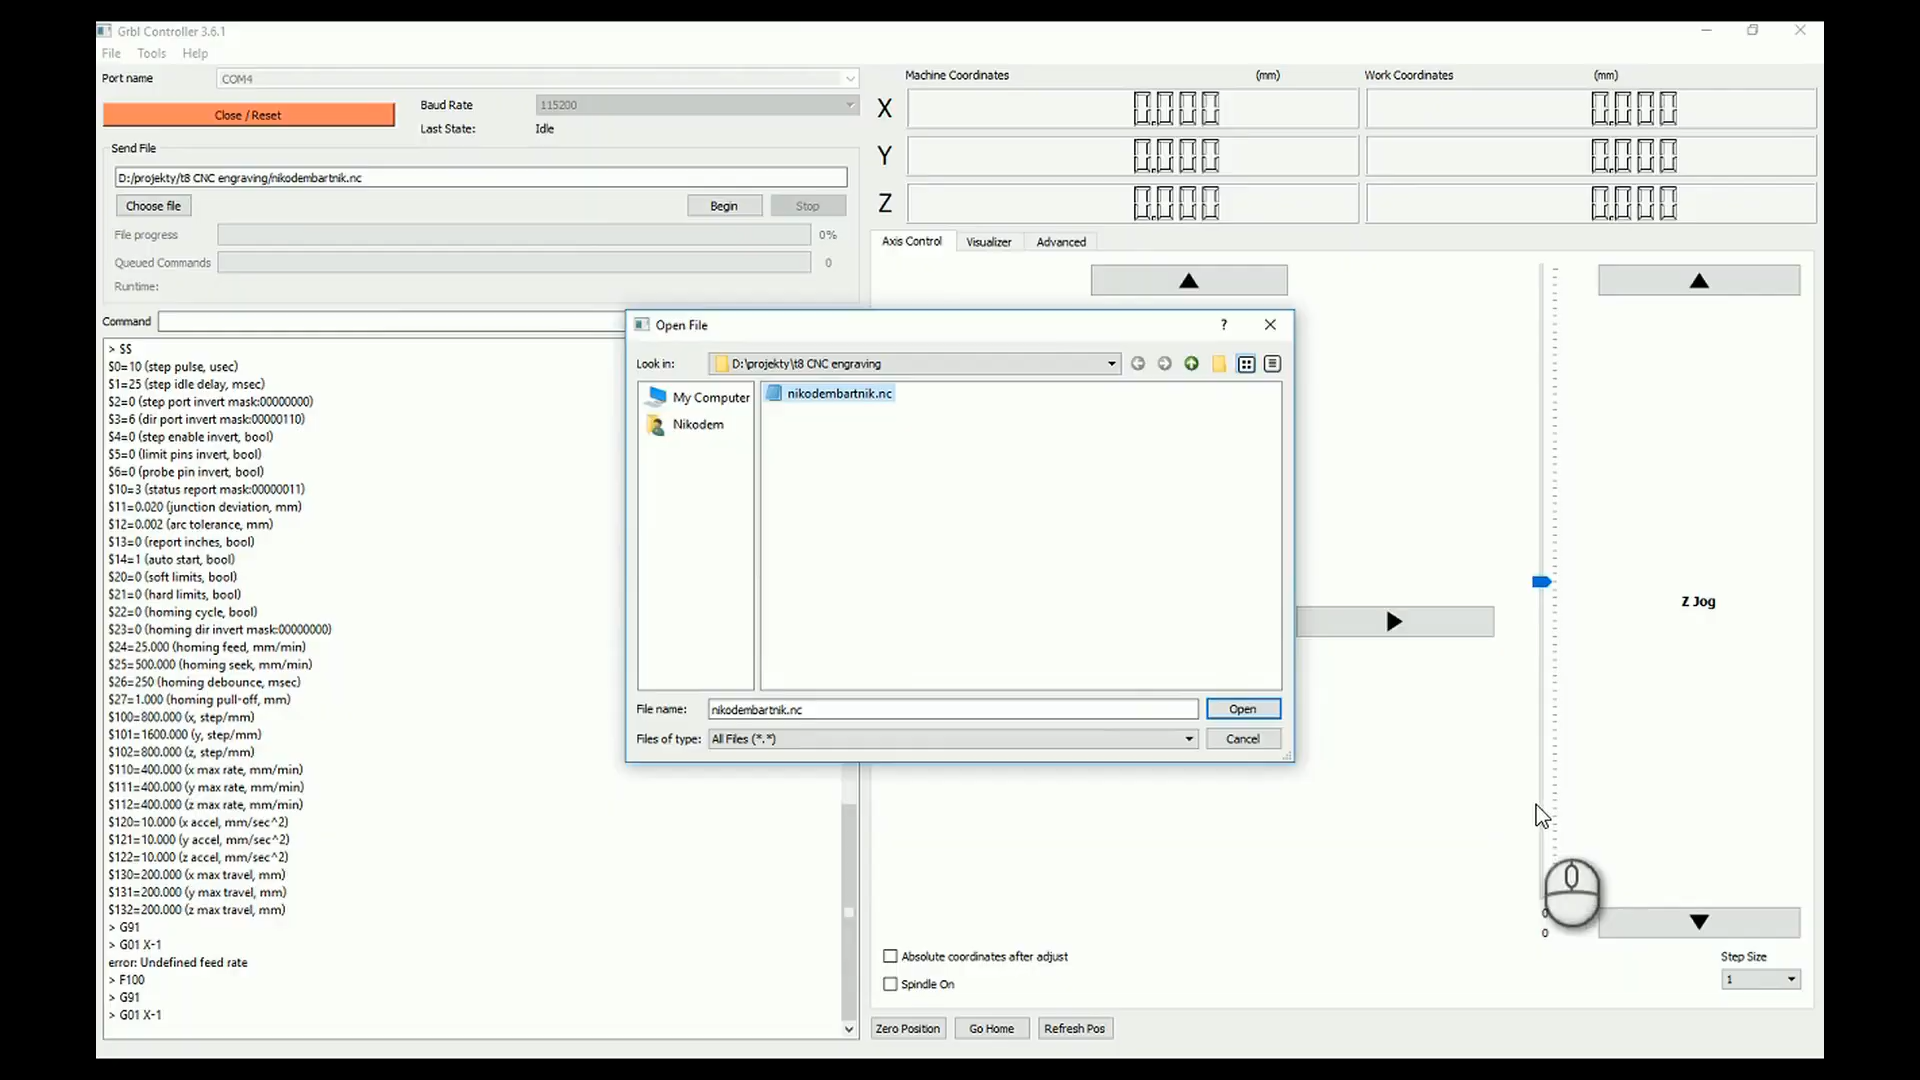 Grbl Controller 3.6.1
File Tools Help
Port name COM4
Close / Reset
Baud Rate 115200
Last State: Idle
Send File
D:/projekty/t8 CNC engraving/nikodembartnik.nc
Choose file Begin Stop
File progress 0%
Queued Commands 0
Runtime:
Command
> $$
$0=10 (step pulse, usec)
$1=25 (step idle delay, msec)
$2=0 (step port invert mask:00000000)
$3=6 (dir port invert mask:00000110)
$4=0 (step enable invert, bool)
$5=0 (limit pins invert, bool)
$6=0 (probe pin invert, bool)
$10=3 (status report mask:00000011)
$11=0.020 (junction deviation, mm)
$12=0.002 (arc tolerance, mm)
$13=0 (report inches, bool)
$14=1 (auto start, bool)
$20=0 (soft limits, bool)
$21=0 (hard limits, bool)
$22=0 (homing cycle, bool)
$23=0 (homing dir invert mask:00000000)
$24=25.000 (homing feed, mm/min)
$25=500.000 (homing seek, mm/min)
$26=250 (homing debounce, msec)
$27=1.000 (homing pull-off, mm)
$100=800.000 (x, step/mm)
$101=1600.000 (y, step/mm)
$102=800.000 (z, step/mm)
$110=400.000 (x max rate, mm/min)
$111=400.000 (y max rate, mm/min)
$112=400.000 (z max rate, mm/min)
$120=10.000 (x accel, mm/sec^2)
$121=10.000 (y accel, mm/sec^2)
$122=10.000 (z accel, mm/sec^2)
$130=200.000 (x max travel, mm)
$131=200.000 (y max travel, mm)
$132=200.000 (z max travel, mm)
> G91
> G01 X-1
error: Undefined feed rate
> F100
> G91
> G01 X-1
Machine Coordinates (mm) Work Coordinates (mm)
X 0.000 0.000
Y 0.000 0.000
Z 0.000 0.000
Axis Control Visualizer Advanced
Open File ?
Look in: D:\projekty\t8 CNC engraving
My Computer
Nikodem
nikodembartnik.nc
File name: nikodembartnik.nc Open
Files of type: All Files (*.*) Cancel
Z Jog
0
0
Absolute coordinates after adjust
Spindle On
Step Size
1
Zero Position Go Home Refresh Pos